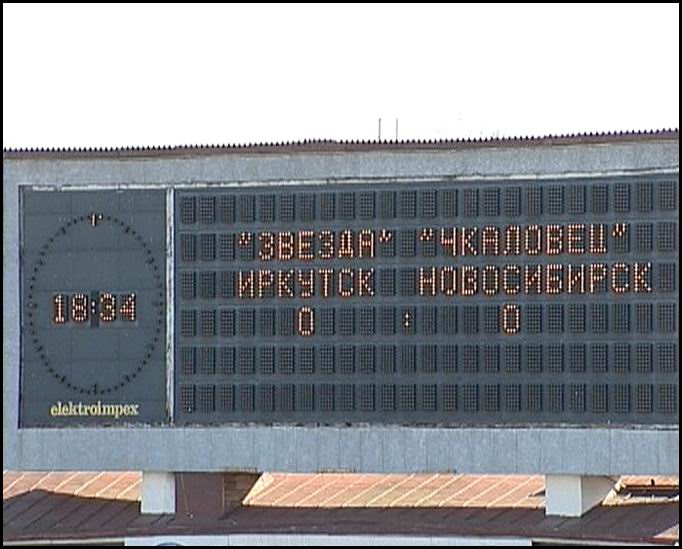 "ЗВЕЗДА" "ЧКАЛОВЕЦ"
ИРКУТСК НОВОСИБИРСК
0 : 0
18:34
elektroimpex